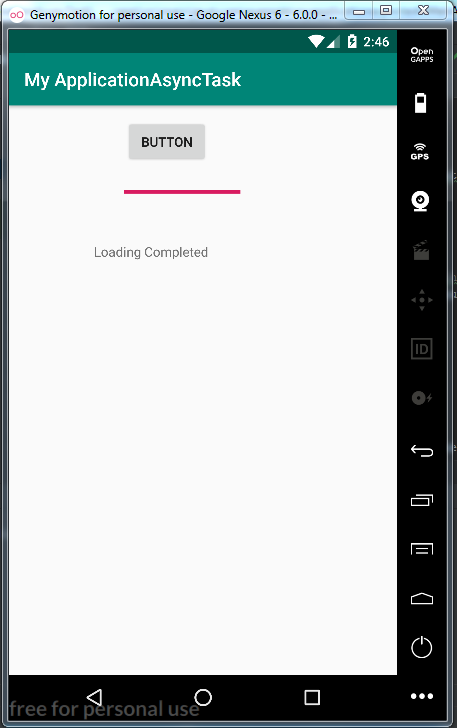 Genymotion for personal use - Google Nexus 6 - 6.0.0 - ...
2:46
Open
GAPPS
My ApplicationAsyncTask
BUTTON
GPS
Loading Completed
ID
free for personal use